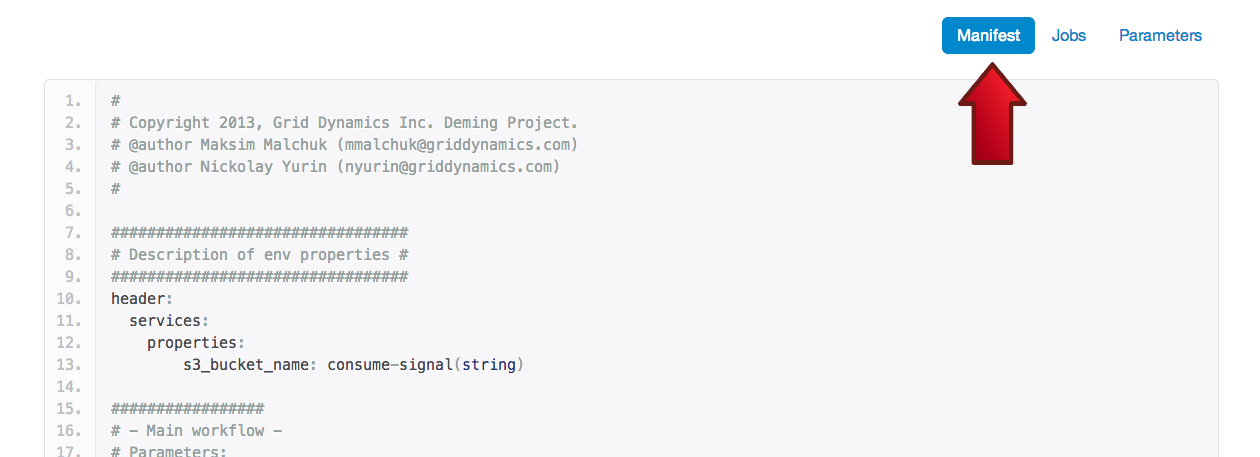 Manifest Jobs Parameters
1. #
2. # Copyright 2013, Grid Dynamics Inc. Deming Project.
3. # @author Maksim Malchuk (mmalchuk@griddynamics.com)
4. # @author Nickolay Yurin (nyurin@griddynamics.com)
5. #
6.
7. #################################
8. # Description of env properties #
9. #################################
10. header:
11.   services:
12.     properties:
13.         s3_bucket_name: consume-signal(string)
14.
15. #################
16. # - Main workflow -
17. # Parameters: